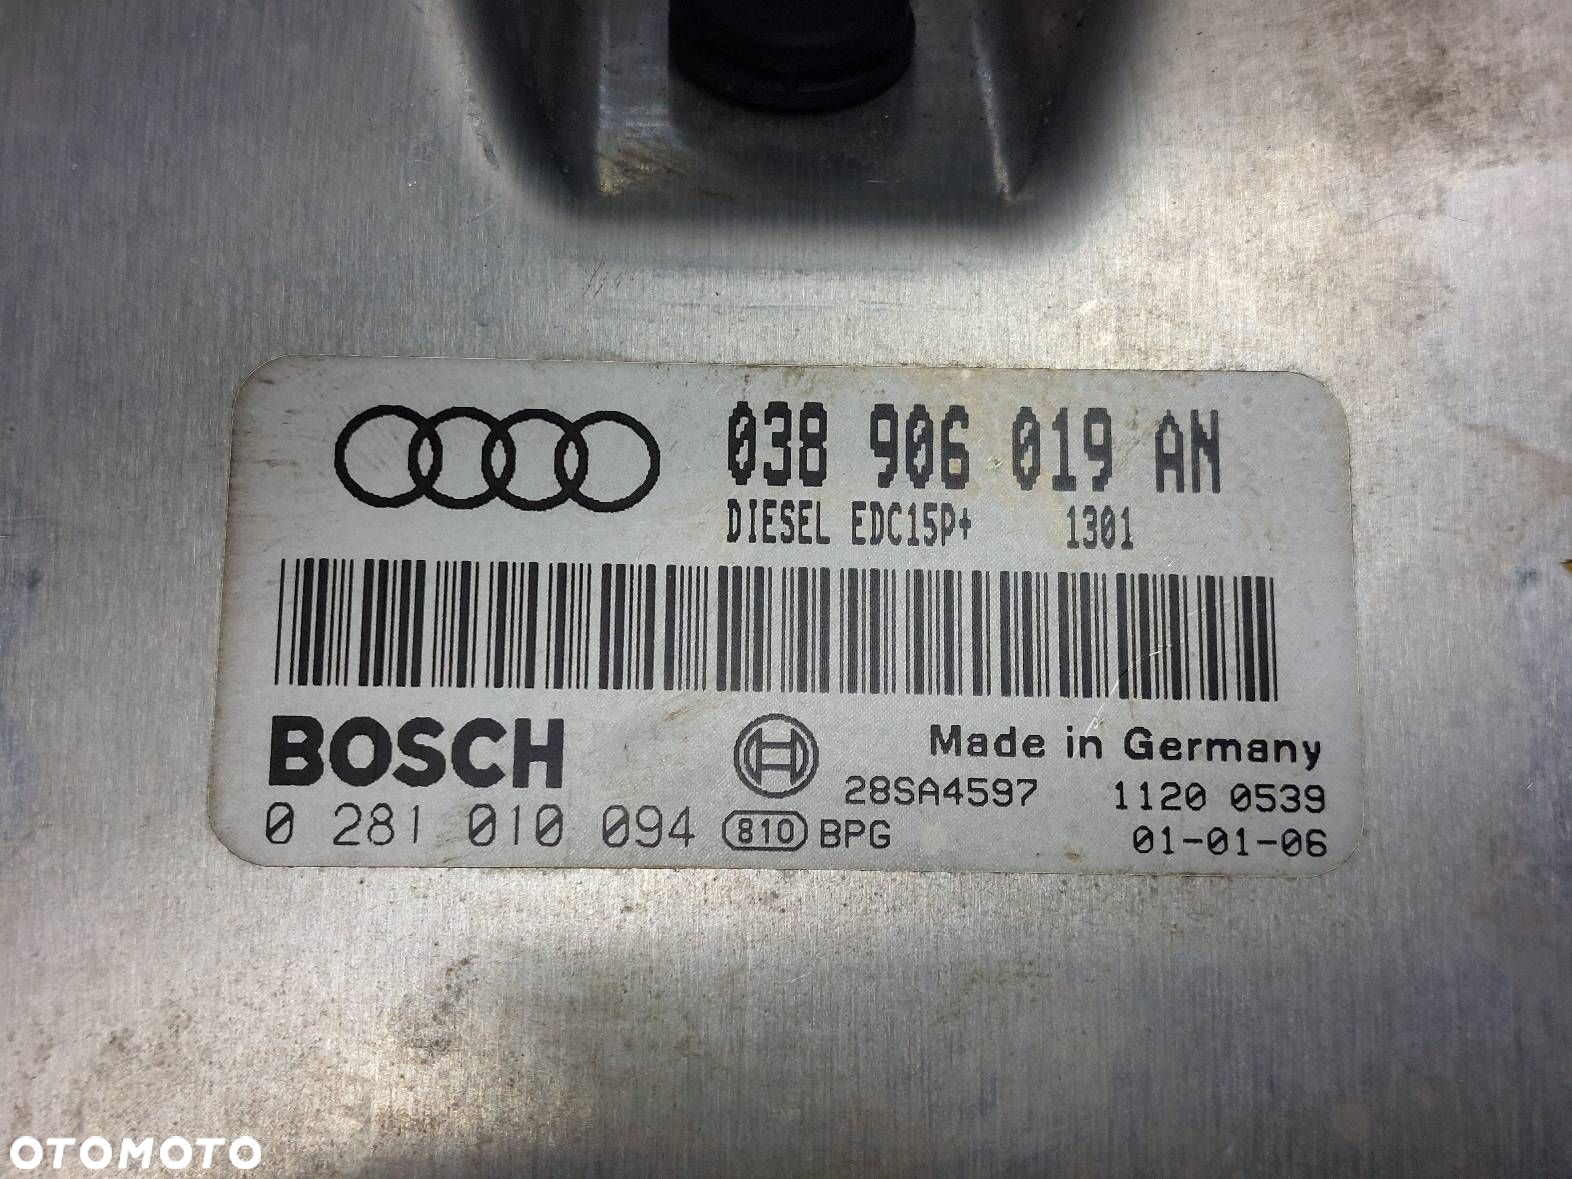 038 906 019 AN
DIESEL EDC15P+ 1301
BOSCH
Made in Germany
28SA4597 1120 0539
0 281 010 094 810 BPG 01-01-06
OTOMOTO